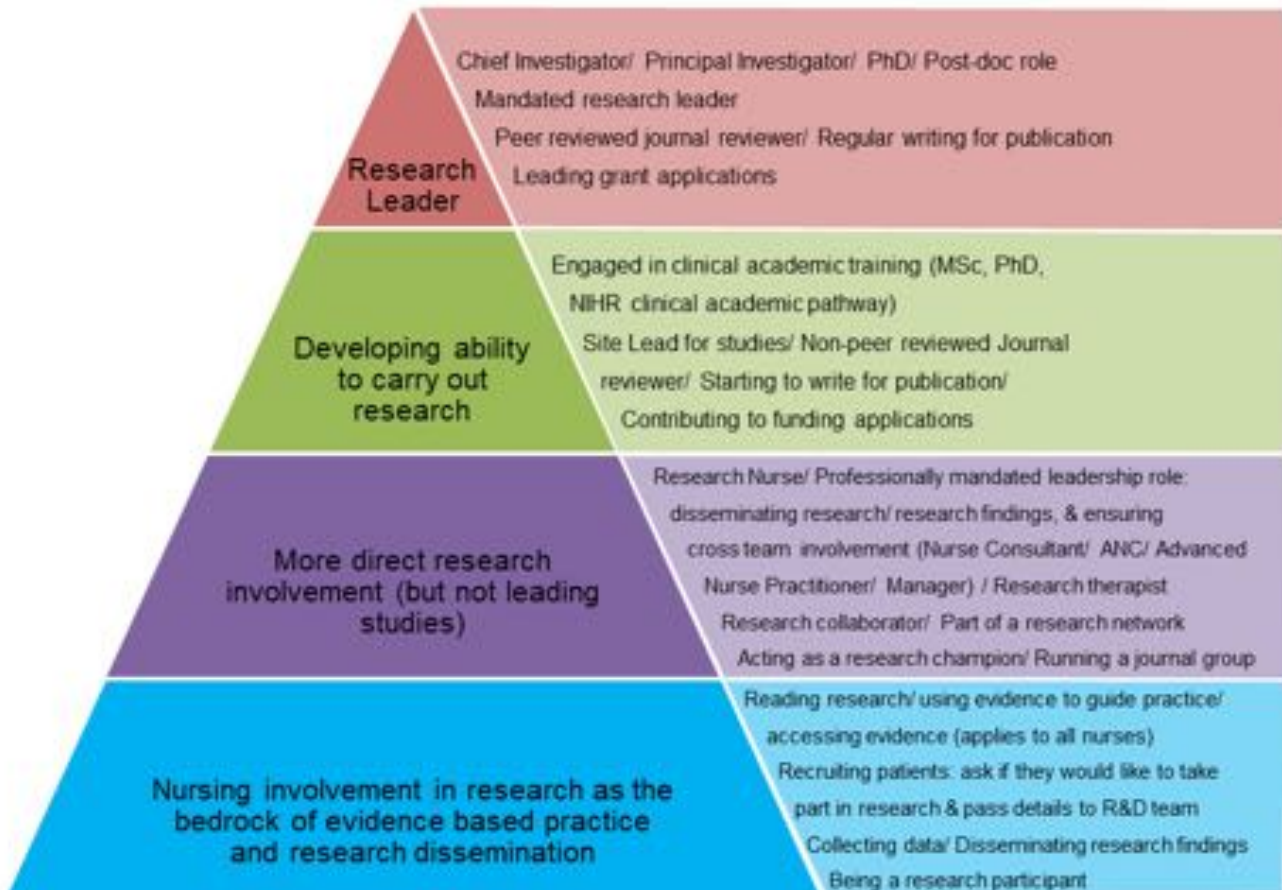 Research
Leader
Chief Investigator/ Principal Investigator/ PhD/ Post-doc role
Mandated research leader
Peer reviewed journal reviewer/ Regular writing for publication
Leading grant applications
Developing ability
to carry out
research
Engaged in clinical academic training (MSc, PhD,
NIHR clinical academic pathway)
Site Lead for studies/ Non-peer reviewed Journal
reviewer/ Starting to write for publication/
Contributing to funding applications
More direct research
involvement (but not leading
studies)
Research Nurse/ Professionally mandated leadership role:
disseminating research/ research findings, & ensuring
cross team involvement (Nurse Consultant/ ANC/ Advanced
Nurse Practitioner/ Manager) / Research therapist
Research collaborator/ Part of a research network
Acting as a research champion/ Running a journal group
Nursing involvement in research as the
bedrock of evidence based practice
and research dissemination
Reading research/ using evidence to guide practice/
accessing evidence (applies to all nurses)
Recruiting patients: ask if they would like to take
part in research & pass details to R&D team
Collecting data/ Disseminating research findings
Being a research participant